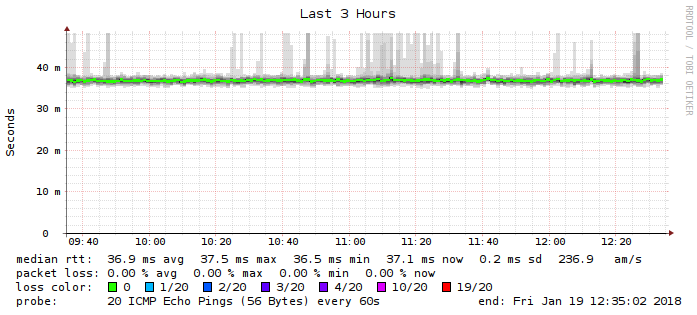 Last 3 Hours
RRDTOOL / TOBI OETIKER
Seconds
40 m
30 m
20 m
10 m
0
09:40 10:00 10:20 10:40 11:00 11:20 11:40 12:00 12:20
median rtt: 36.9 ms avg 37.5 ms max 36.5 ms min 37.1 ms now 0.2 ms sd 236.9 am/s
packet loss: 0.00 % avg 0.00 % max 0.00 % min 0.00 % now
loss color: 0 1/20 2/20 3/20 4/20 10/20 19/20
probe: 20 ICMP Echo Pings (56 Bytes) every 60s end: Fri Jan 19 12:35:02 2018